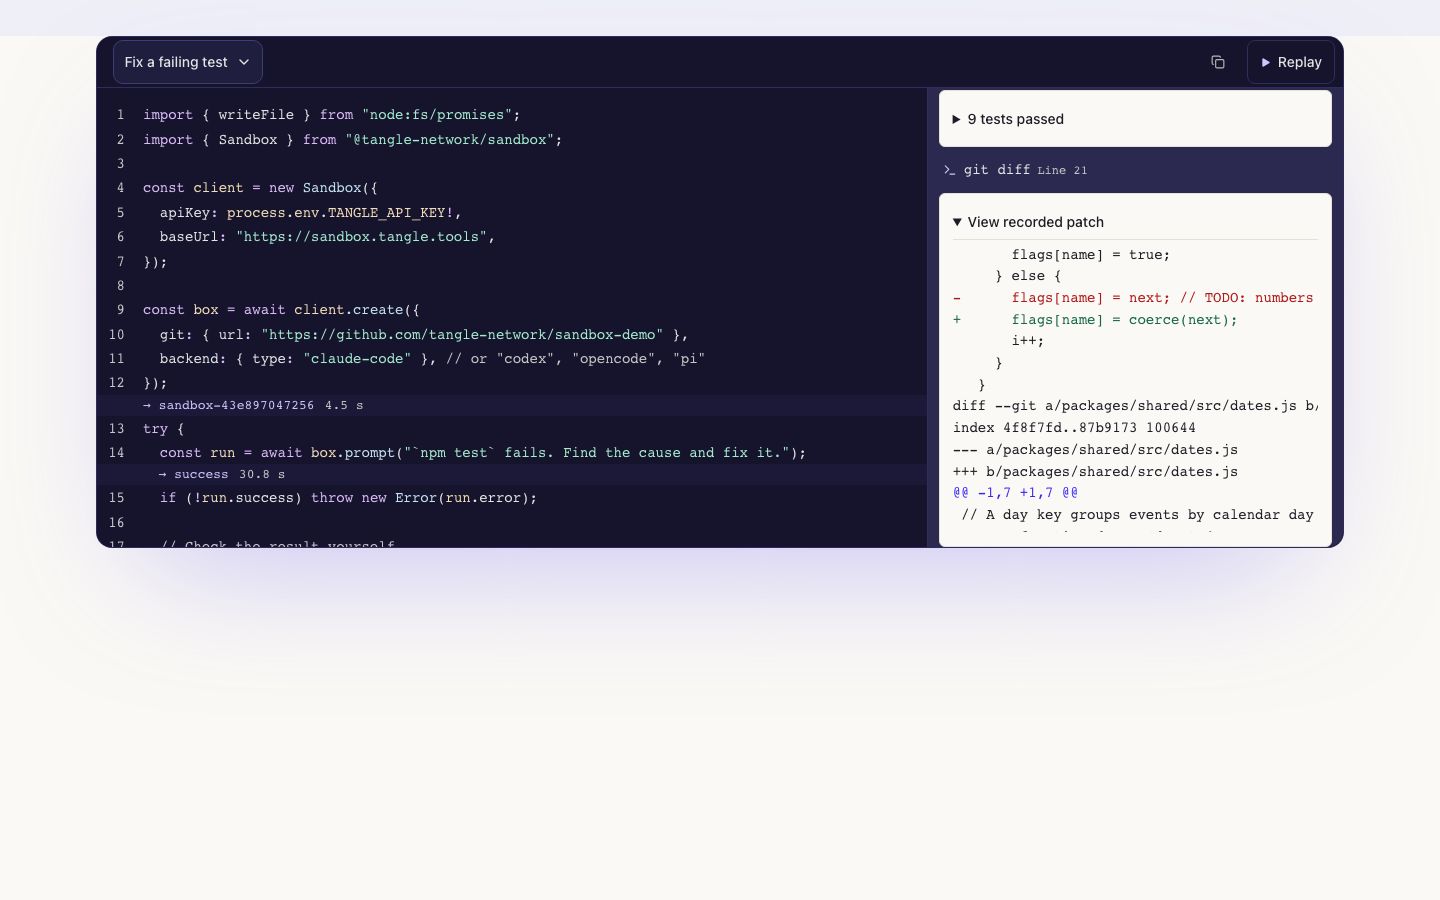 Fix a failing test
Replay
1 import { writeFile } from "node:fs/promises";
2 import { Sandbox } from "@tangle-network/sandbox";
3
4 const client = new Sandbox({
5   apiKey: process.env.TANGLE_API_KEY!,
6   baseUrl: "https://sandbox.tangle.tools",
7 });
8
9 const box = await client.create({
10   git: { url: "https://github.com/tangle-network/sandbox-demo" },
11   backend: { type: "claude-code" }, // or "codex", "opencode", "pi"
12 });
→ sandbox-43e897047256 4.5 s
13 try {
14   const run = await box.prompt("`npm test` fails. Find the cause and fix it.");
→ success 30.8 s
15   if (!run.success) throw new Error(run.error);
16
17   // Check the result yourself
9 tests passed
git diff Line 21
View recorded patch
      flags[name] = true;
    } else {
-      flags[name] = next; // TODO: numbers
+      flags[name] = coerce(next);
      i++;
    }
  }
diff --git a/packages/shared/src/dates.js b/
index 4f8f7fd..87b9173 100644
--- a/packages/shared/src/dates.js
+++ b/packages/shared/src/dates.js
@@ -1,7 +1,7 @@
 // A day key groups events by calendar day